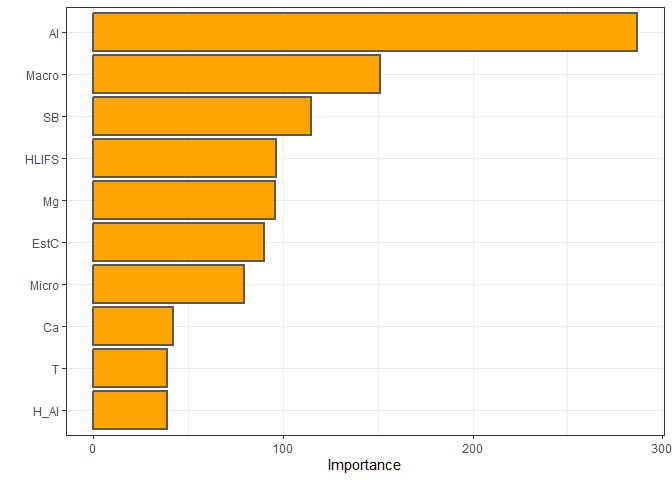 Al
Macro
SB
HLIFS
Mg
EstC
Micro
Ca
T
H_Al
0
100
200
300
Importance